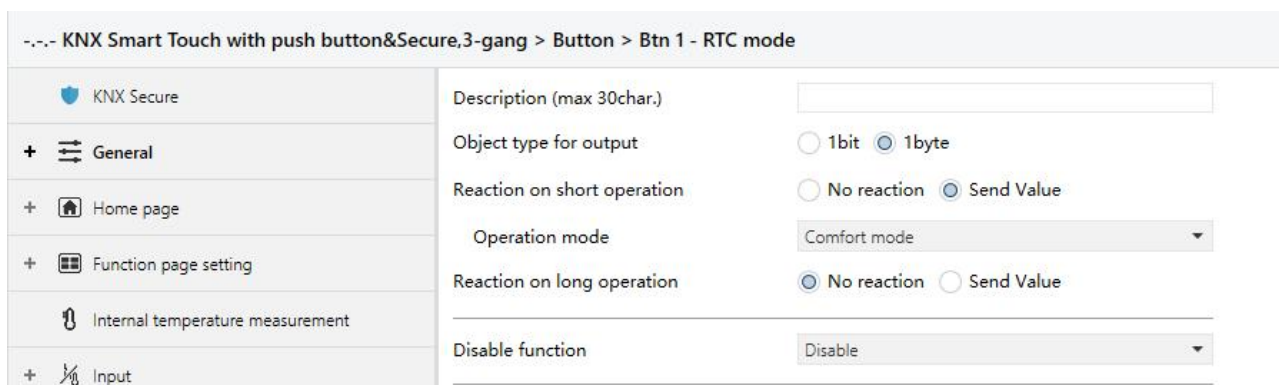 -.-.- KNX Smart Touch with push button&Secure,3-gang > Button > Btn 1 - RTC mode
KNX Secure
+ General
+ Home page
+ Function page setting
Internal temperature measurement
+ Input
Description (max 30char.)
Object type for output 1bit 1byte
Reaction on short operation No reaction Send Value
Operation mode Comfort mode
Reaction on long operation No reaction Send Value
Disable function Disable